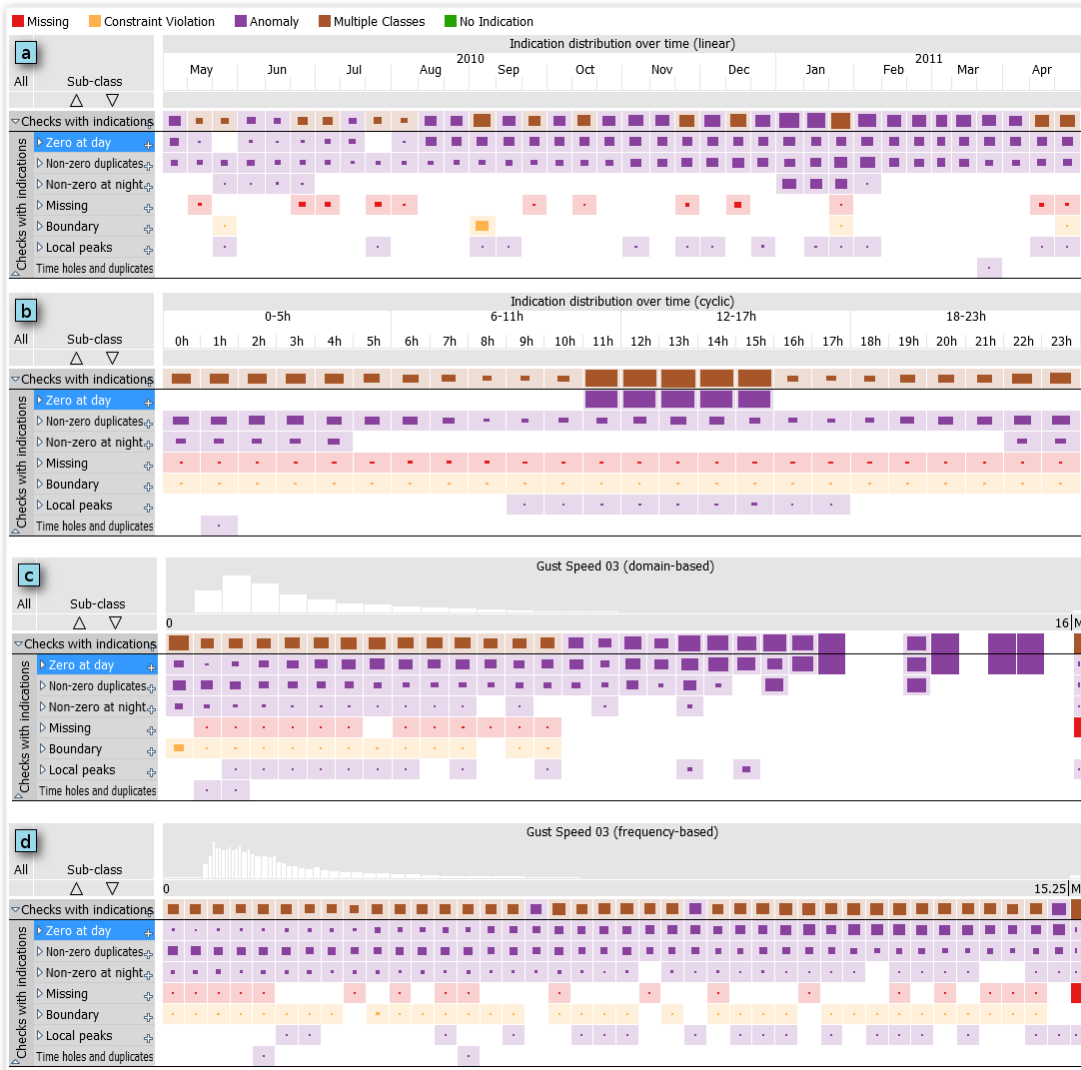 Missing Constraint Violation Anomaly Multiple Classes No Indication
a
Indication distribution over time (linear)
2010 2011
May Jun Jul Aug Sep Oct Nov Dec Jan Feb Mar Apr
All Sub-class
Checks with indications
Checks with indications
Zero at day
Non-zero duplicates
Non-zero at night
Missing
Boundary
Local peaks
Time holes and duplicates
b
Indication distribution over time (cyclic)
0-5h 6-11h 12-17h 18-23h
All Sub-class
0h 1h 2h 3h 4h 5h 6h 7h 8h 9h 10h 11h 12h 13h 14h 15h 16h 17h 18h 19h 20h 21h 22h 23h
Checks with indications
Checks with indications
Zero at day
Non-zero duplicates
Non-zero at night
Missing
Boundary
Local peaks
Time holes and duplicates
c
Gust Speed 03 (domain-based)
All Sub-class
0 16 M
Checks with indications
Checks with indications
Zero at day
Non-zero duplicates
Non-zero at night
Missing
Boundary
Local peaks
Time holes and duplicates
d
Gust Speed 03 (frequency-based)
All Sub-class
0 15.25 M
Checks with indications
Checks with indications
Zero at day
Non-zero duplicates
Non-zero at night
Missing
Boundary
Local peaks
Time holes and duplicates